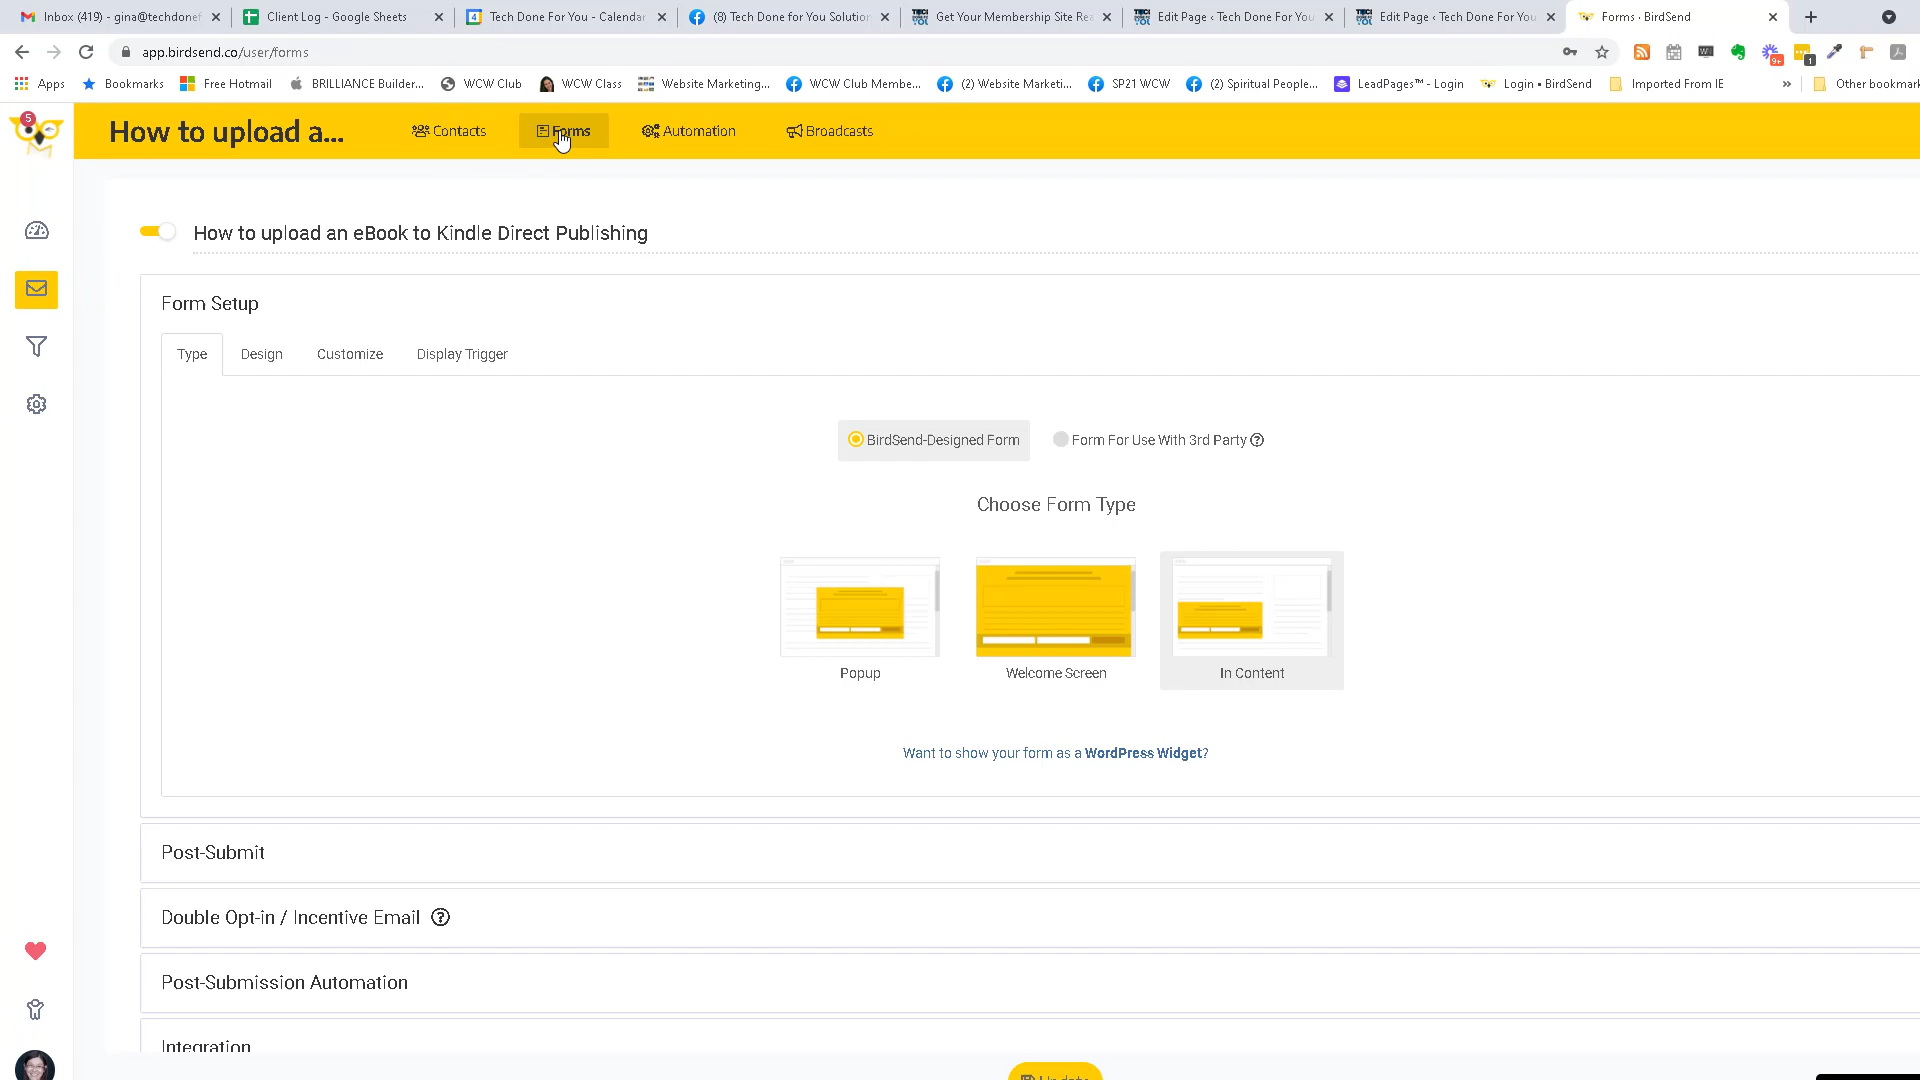 Inbox (419) - gina@techdonef
Client Log - Google Sheets
Tech Done For You - Calendar
(8) Tech Done for You Solution
Get Your Membership Site Rea
Edit Page ‹ Tech Done For You
Edit Page ‹ Tech Done For You
Forms · BirdSend
app.birdsend.co/user/forms
Apps
Bookmarks
Free Hotmail
BRILLIANCE Builder...
WCW Club
WCW Class
Website Marketing...
WCW Club Membe...
(2) Website Marketi...
SP21 WCW
(2) Spiritual People...
LeadPages™ - Login
Login • BirdSend
Imported From IE
»
Other bookmark
9+
1
5
How to upload a...
Contacts
Forms
Automation
Broadcasts
How to upload an eBook to Kindle Direct Publishing
Form Setup
Type
Design
Customize
Display Trigger
BirdSend-Designed Form
Form For Use With 3rd Party
Choose Form Type
Popup
Welcome Screen
In Content
Want to show your form as a WordPress Widget?
Post-Submit
Double Opt-in / Incentive Email
Post-Submission Automation
Integration
Update